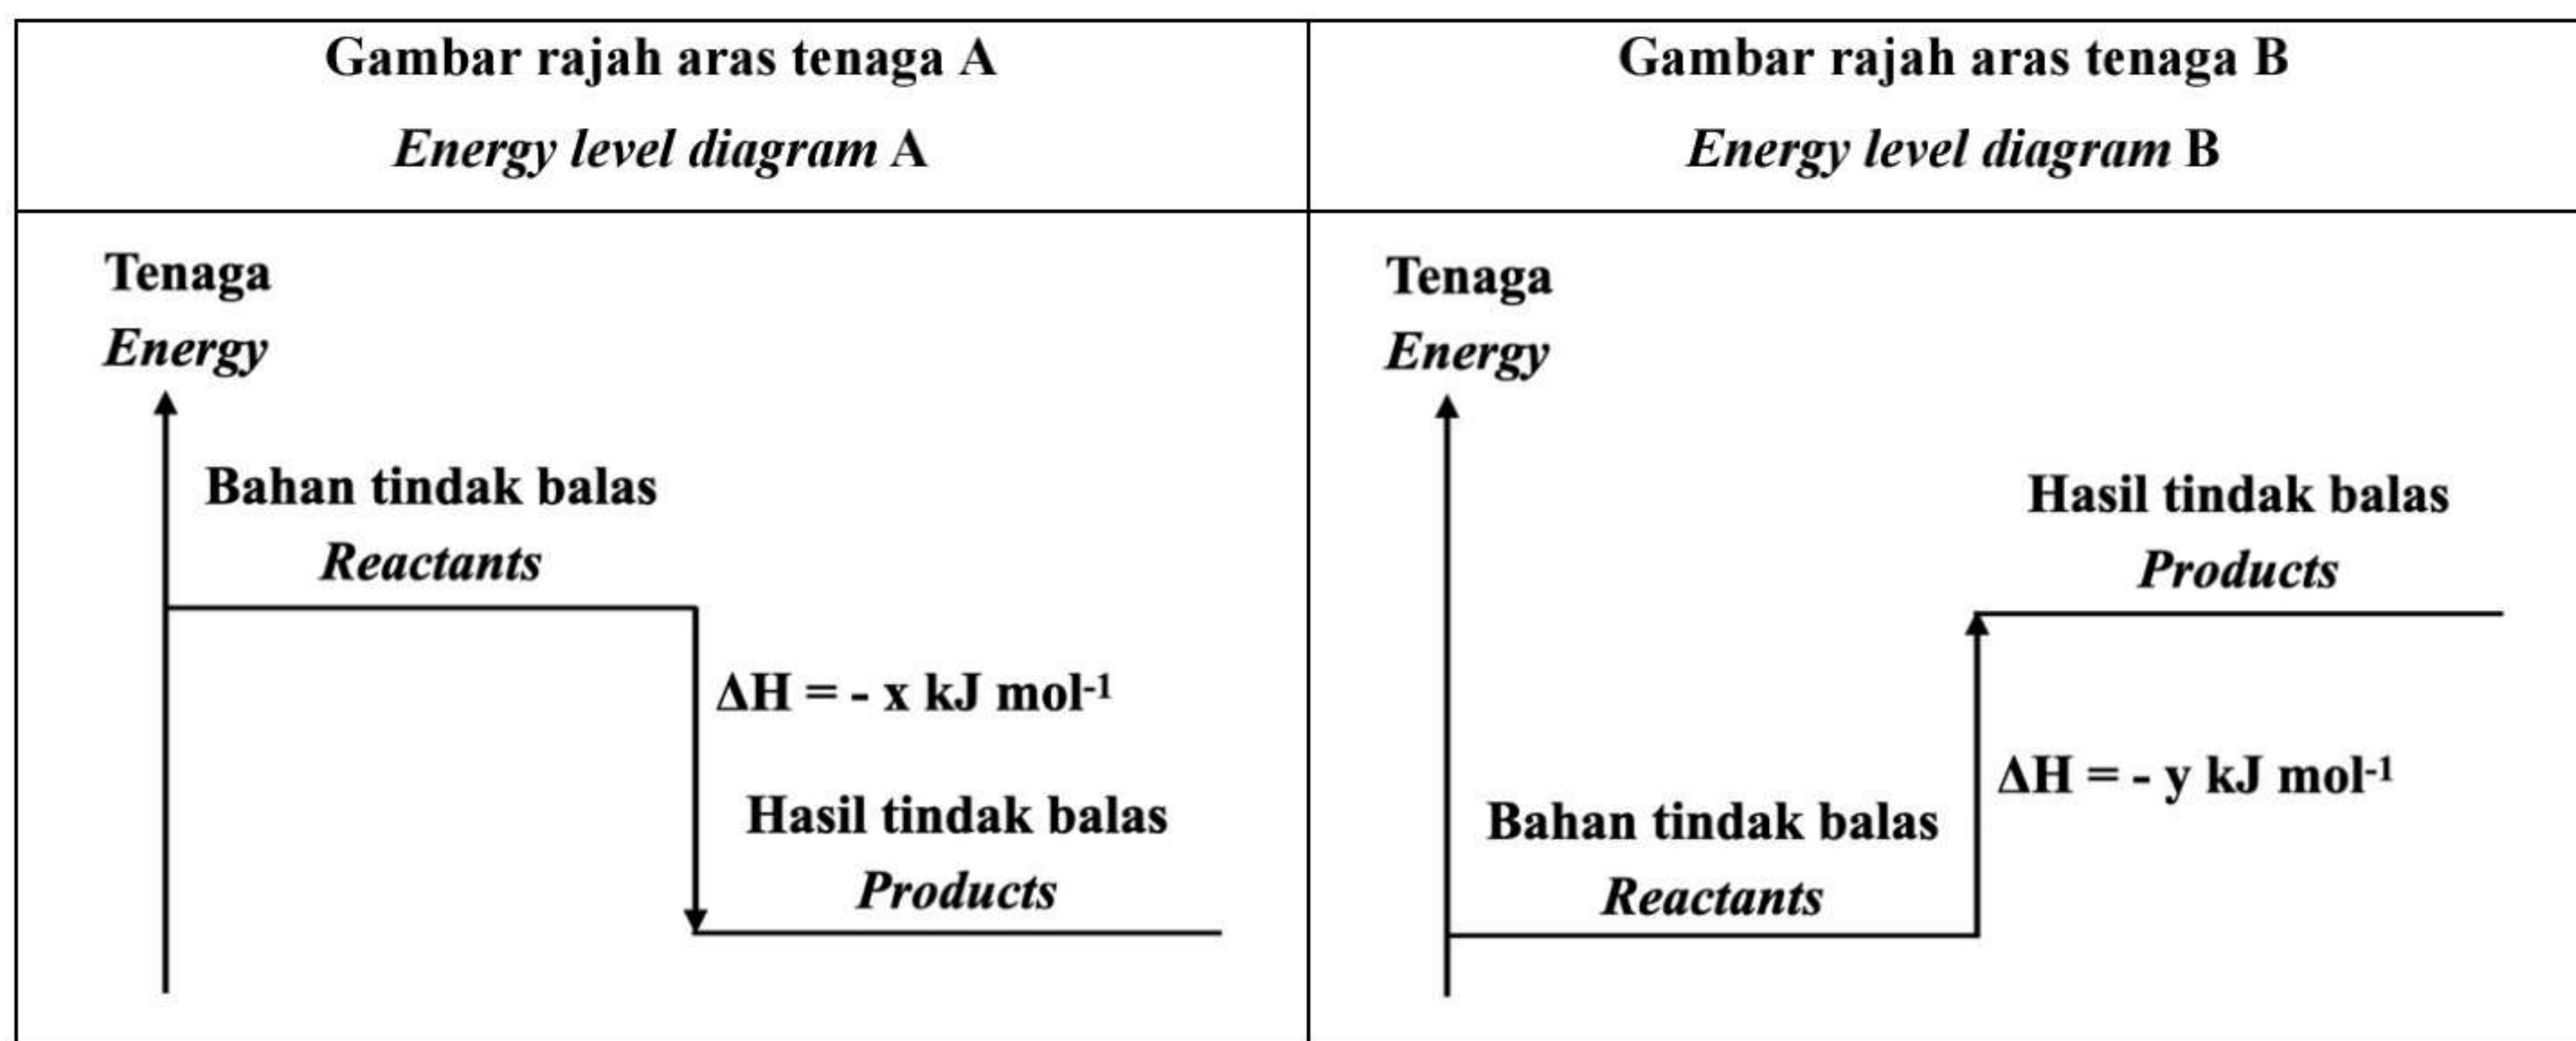 Gambar rajah aras tenaga A
Energy level diagram A
Gambar rajah aras tenaga B
Energy level diagram B
Tenaga
Energy
Bahan tindak balas
Reactants
ΔH = - x kJ mol-1
Hasil tindak balas
Products
Tenaga
Energy
Hasil tindak balas
Products
ΔH = - y kJ mol-1
Bahan tindak balas
Reactants